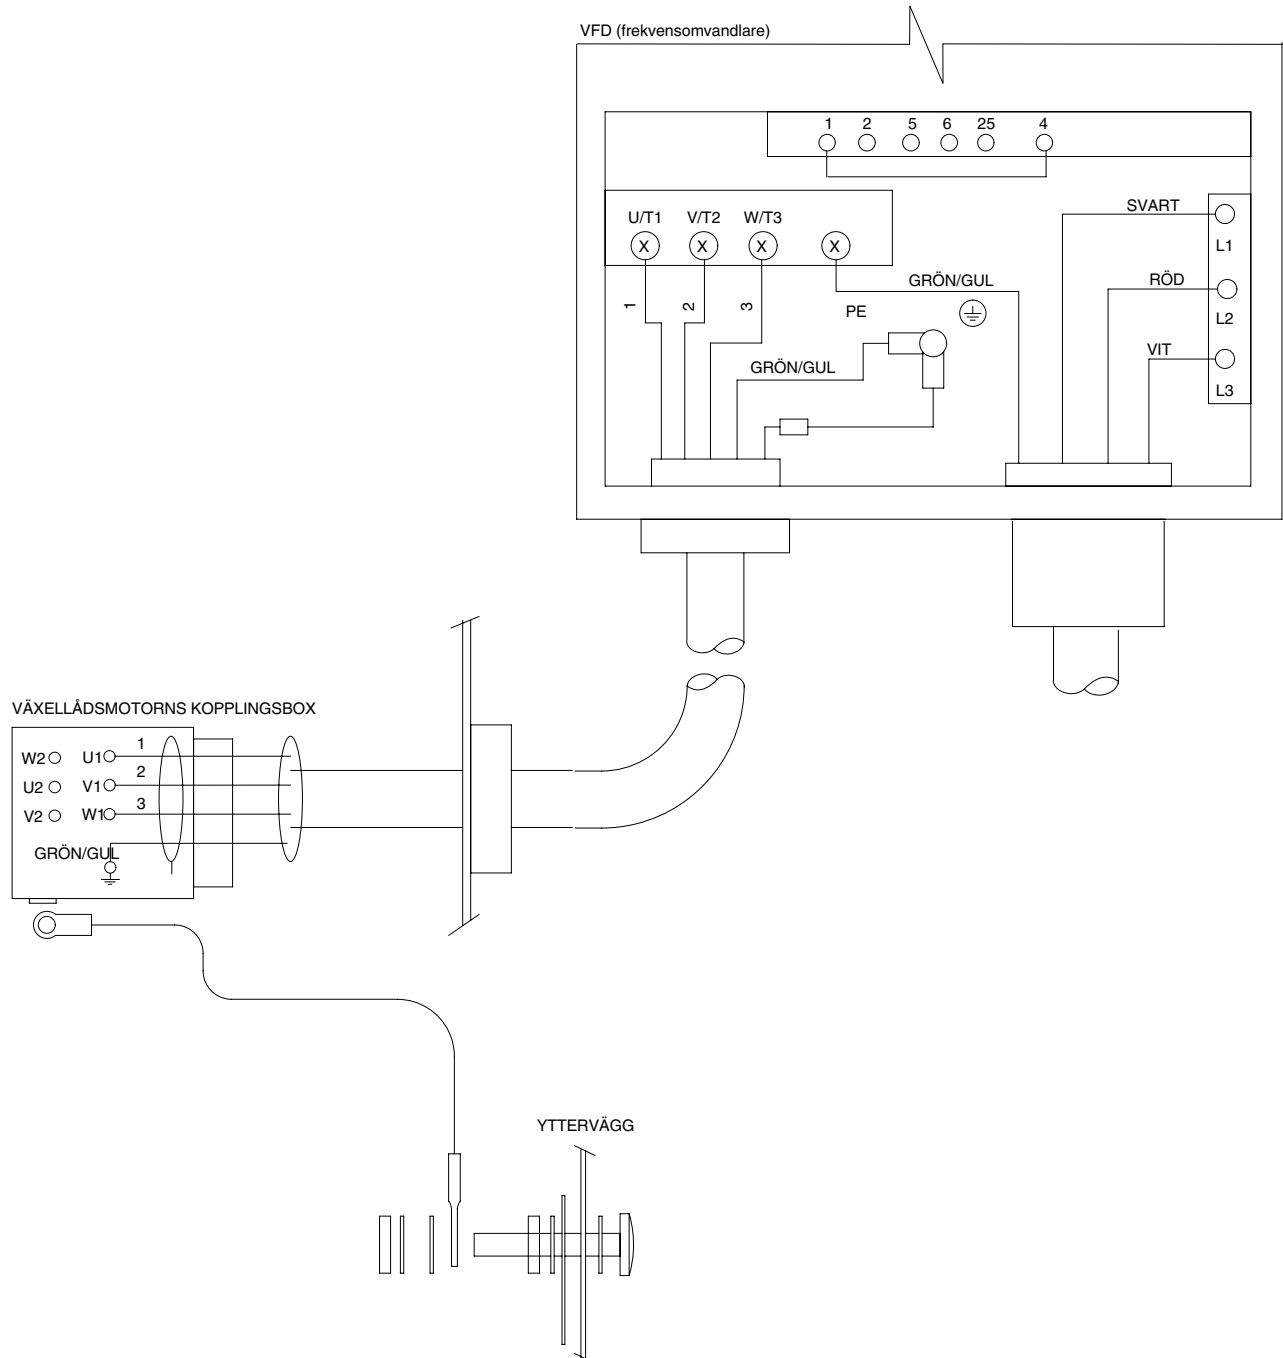 VFD (frekvensomvandlare)
1 2 5 6 25 4
U/T1 V/T2 W/T3
X X X X
SVART
L1
GRÖN/GUL
RÖD
1 2 3
PE
L2
VIT
GRÖN/GUL
L3
VÄXELLÅDSMOTORNS KOPPLINGSBOX
1
W2 U1
2
U2 V1
3
V2 W1
GRÖN/GUL
YTTERVÄGG